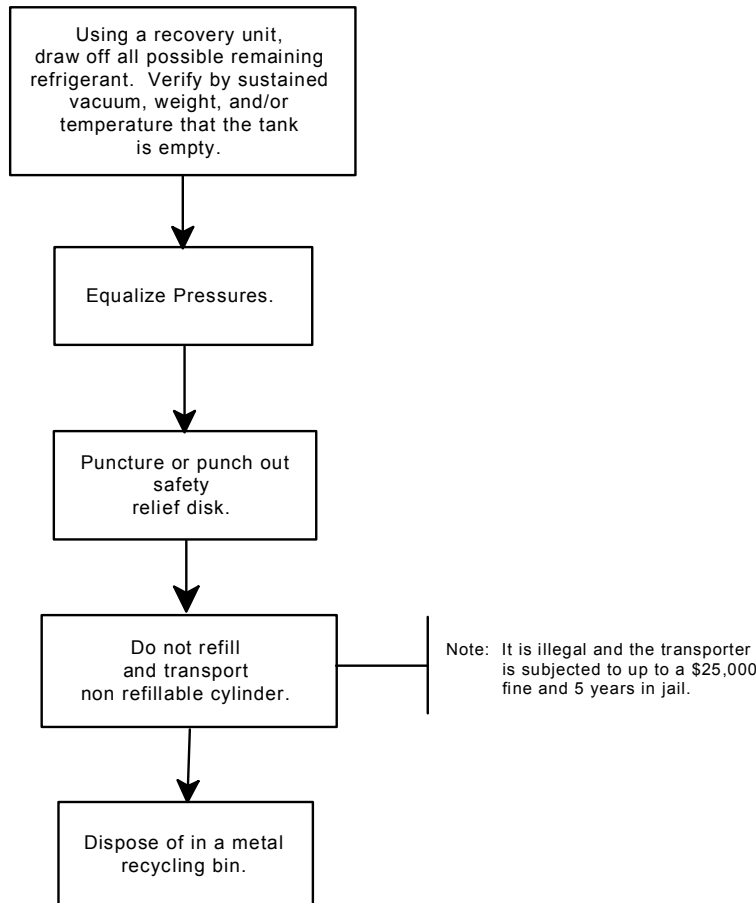 Using a recovery unit,
draw off all possible remaining
refrigerant. Verify by sustained
vacuum, weight, and/or
temperature that the tank
is empty.
Equalize Pressures.
Puncture or punch out
safety
relief disk.
Do not refill
and transport
non refillable cylinder.
Note: It is illegal and the transporter
is subjected to up to a $25,000
fine and 5 years in jail.
Dispose of in a metal
recycling bin.